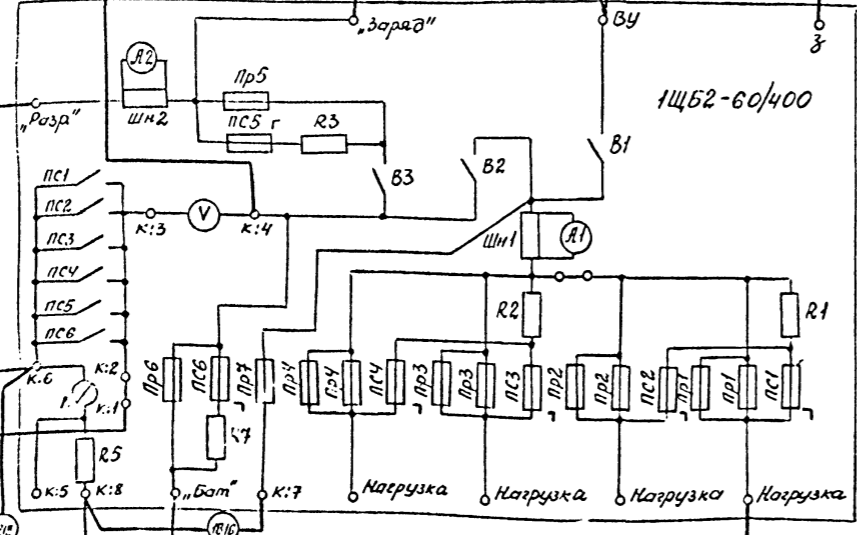 „Заряд"
ВУ
З
А2
Пр5
1ЩБ2-60/400
„Разр."
Шн2
ПС5 г
R3
В3
В2
В1
ПС1
ПС2
ПС3
ПС4
ПС5
ПС6
к:3
V
к:4
Шн1
А1
R2
R1
к:6
к:2
к:1
Пр6
ПС6
Пр7
Пр4
Пр4
ПС4
Пр3
Пр3
ПС3
Пр2
Пр2
ПС2
Пр1
Пр1
ПС1
R5
к:5
к:8
„Бат"
к:7
Нагрузка
Нагрузка
Нагрузка
Нагрузка